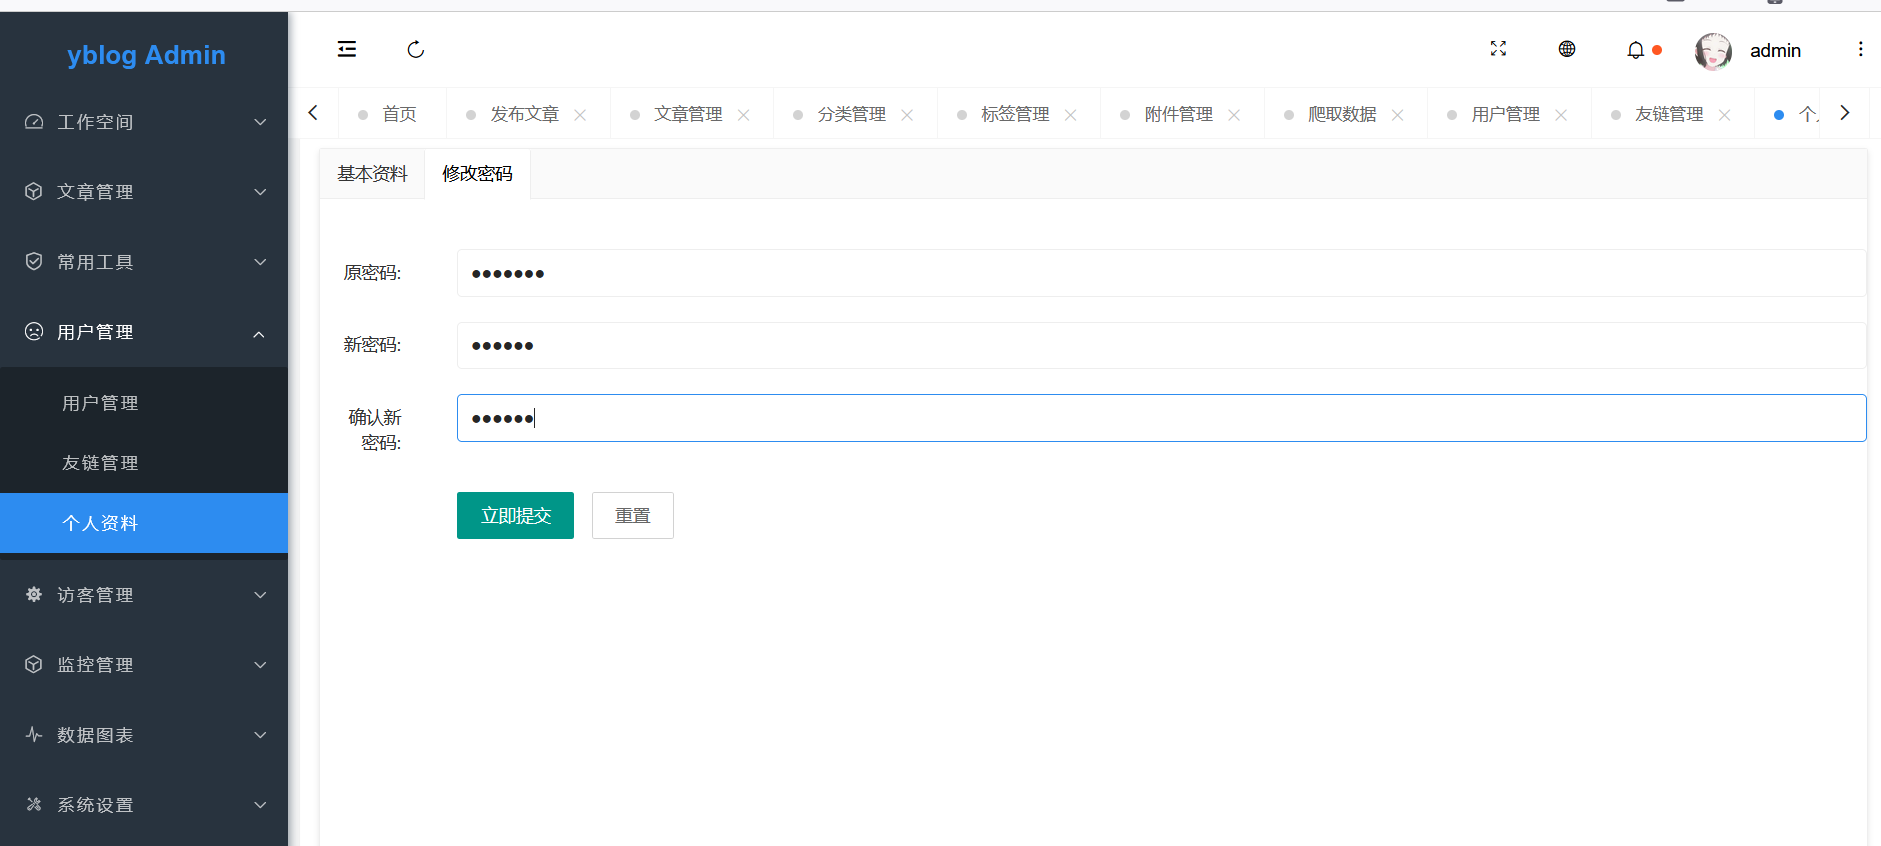 yblog Admin
工作空间
文章管理
常用工具
用户管理
用户管理
友链管理
个人资料
访客管理
监控管理
数据图表
系统设置
admin
首页
发布文章
文章管理
分类管理
标签管理
附件管理
爬取数据
用户管理
友链管理
个
基本资料
修改密码
原密码:
新密码:
确认新
密码:
立即提交
重置